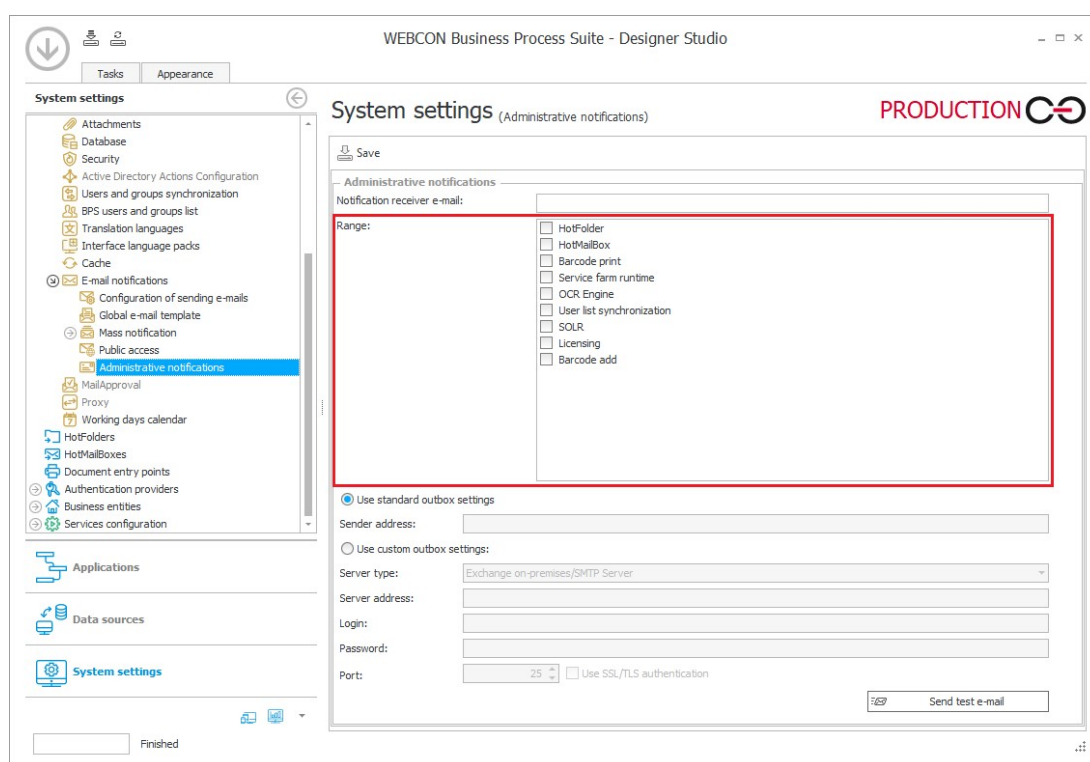 WEBCON Business Process Suite - Designer Studio
Tasks Appearance
System settings
Attachments
Database
Security
Active Directory Actions Configuration
Users and groups synchronization
BPS users and groups list
Translation languages
Interface language packs
Cache
E-mail notifications
Configuration of sending e-mails
Global e-mail template
Mass notification
Public access
Administrative notifications
MailApproval
Proxy
Working days calendar
HotFolders
HotMailBoxes
Document entry points
Authentication providers
Business entities
Services configuration
Applications
Data sources
System settings
Finished
System settings (Administrative notifications)
PRODUCTION
Save
Administrative notifications
Notification receiver e-mail:
Range:
HotFolder
HotMailBox
Barcode print
Service farm runtime
OCR Engine
User list synchronization
SOLR
Licensing
Barcode add
Use standard outbox settings
Sender address:
Use custom outbox settings:
Server type: Exchange on-premises/SMTP Server
Server address:
Login:
Password:
Port: 25 Use SSL/TLS authentication
Send test e-mail